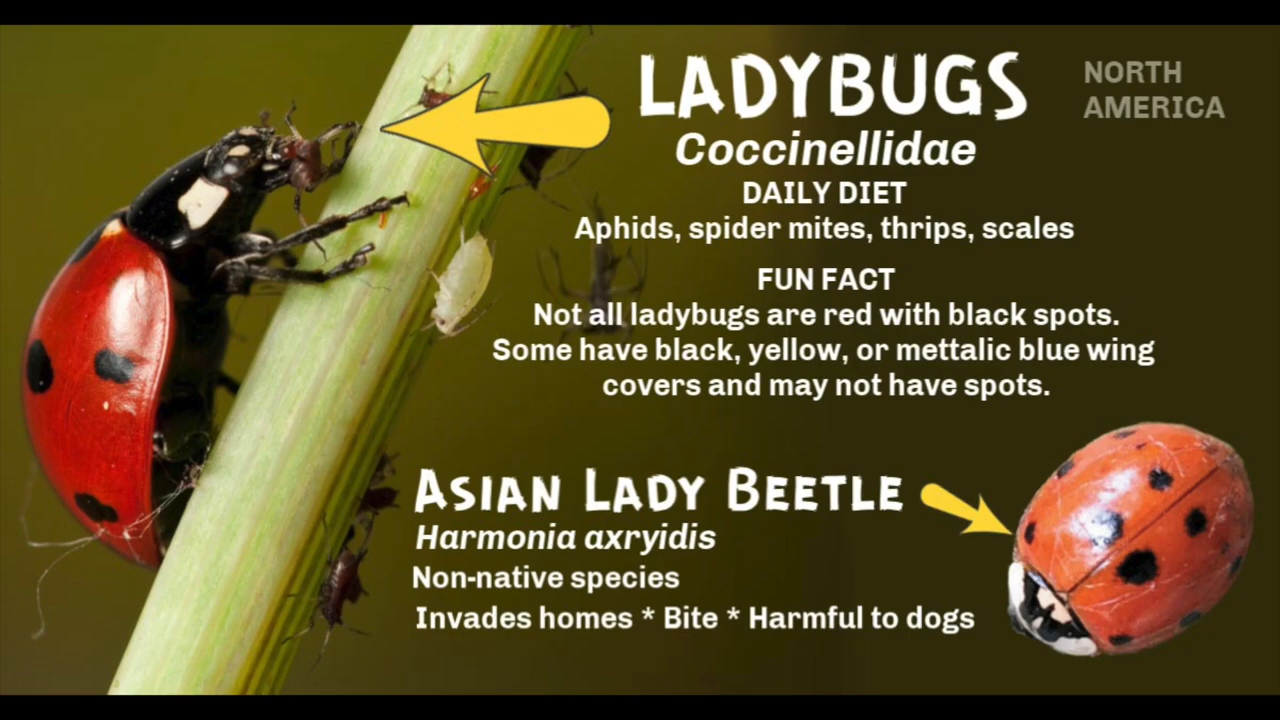 LADYBUGS
NORTH
AMERICA
Coccinellidae
DAILY DIET
Aphids, spider mites, thrips, scales
FUN FACT
Not all ladybugs are red with black spots.
Some have black, yellow, or mettalic blue wing
covers and may not have spots.
ASIAN LADY BEETLE
Harmonia axryidis
Non-native species
Invades homes * Bite * Harmful to dogs